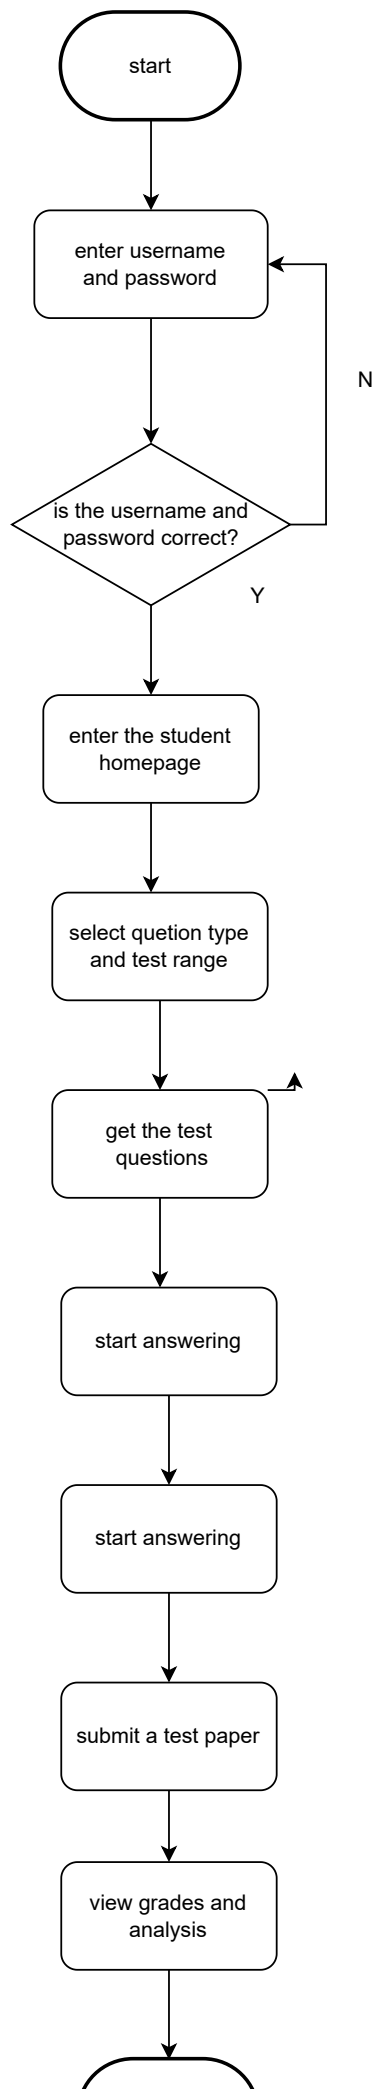 start
enter username
and password
N
is the username and
password correct?
Y
enter the student
homepage
select quetion type
and test range
get the test
questions
start answering
start answering
submit a test paper
view grades and
analysis